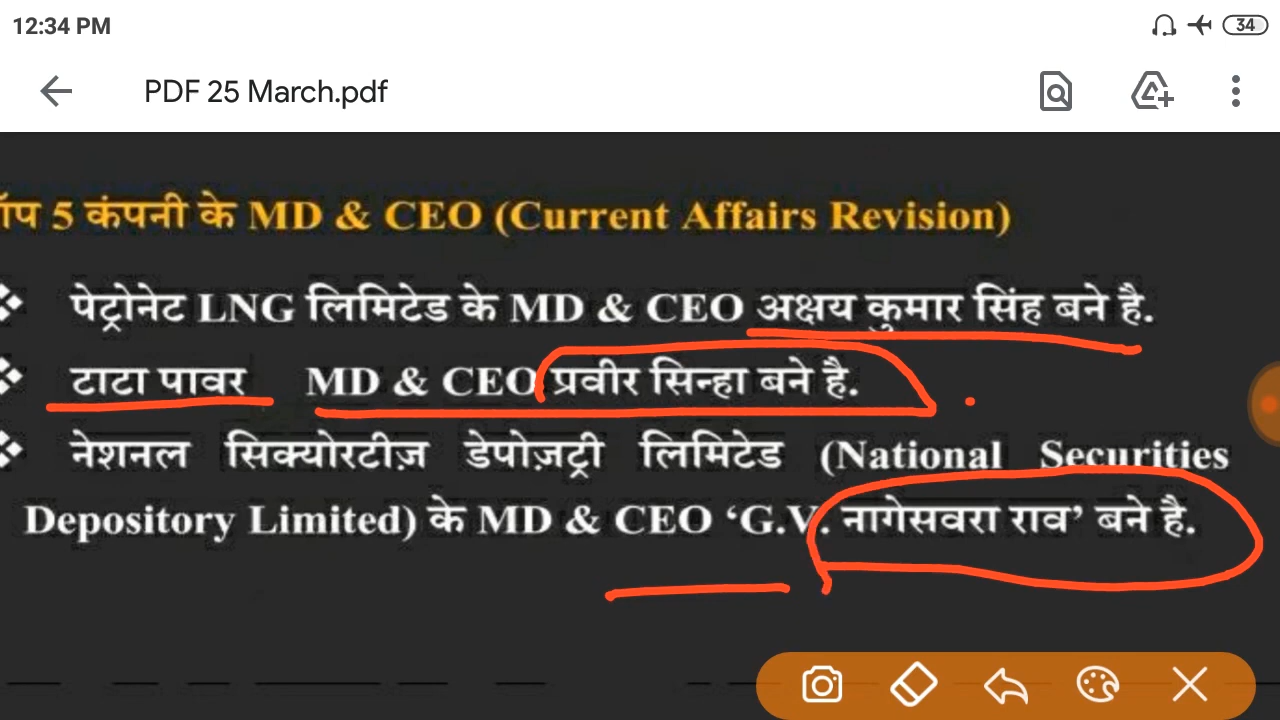 12:34 PM
34
PDF 25 March.pdf
ॉप 5 कंपनी के MD & CEO (Current Affairs Revision)
पेट्रोनेट LNG लिमिटेड के MD & CEO अक्षय कुमार सिंह बने है.
टाटा पावर MD & CEO प्रवीर सिन्हा बने है.
नेशनल सिक्योरटीज़ डेपोज़ट्री लिमिटेड (National Securities
Depository Limited) के MD & CEO ‘G.V. नागेसवरा राव’ बने है.